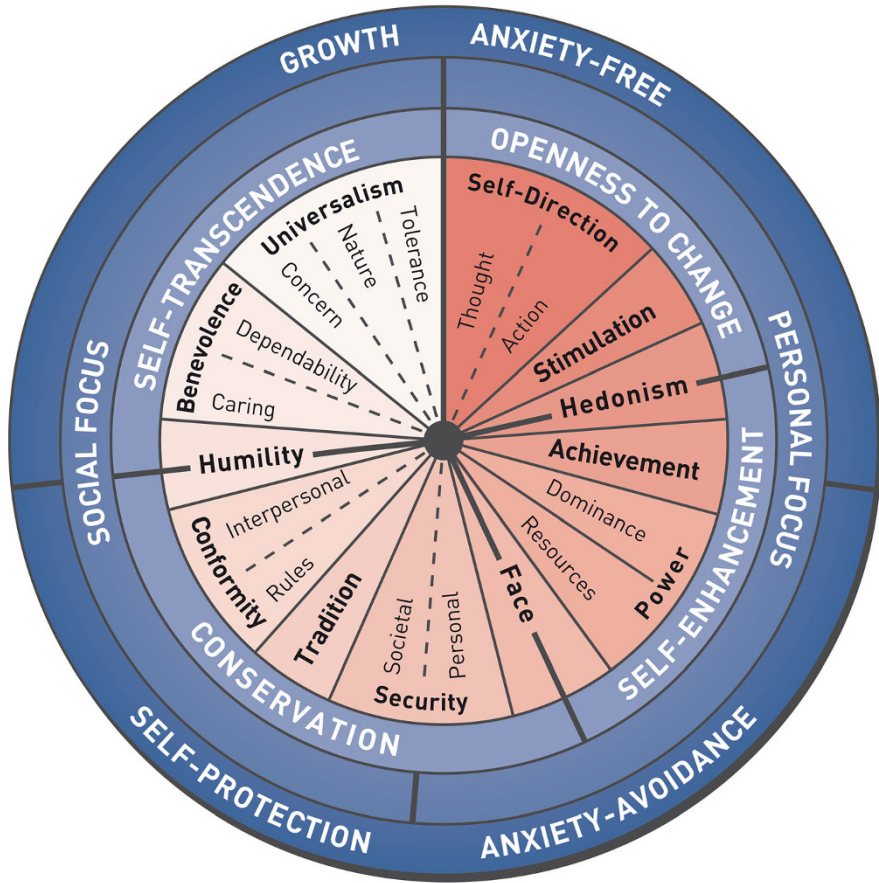 GROWTH
ANXIETY-FREE
SOCIAL FOCUS
PERSONAL FOCUS
SELF-PROTECTION
ANXIETY-AVOIDANCE
SELF-TRANSCENDENCE
OPENNESS TO CHANGE
SELF-ENHANCEMENT
CONSERVATION
Self-Direction
Thought
Action
Stimulation
Hedonism
Achievement
Dominance
Power
Resources
Face
Personal
Security
Societal
Tradition
Rules
Conformity
Interpersonal
Humility
Caring
Benevolence
Dependability
Concern
Universalism
Nature
Tolerance